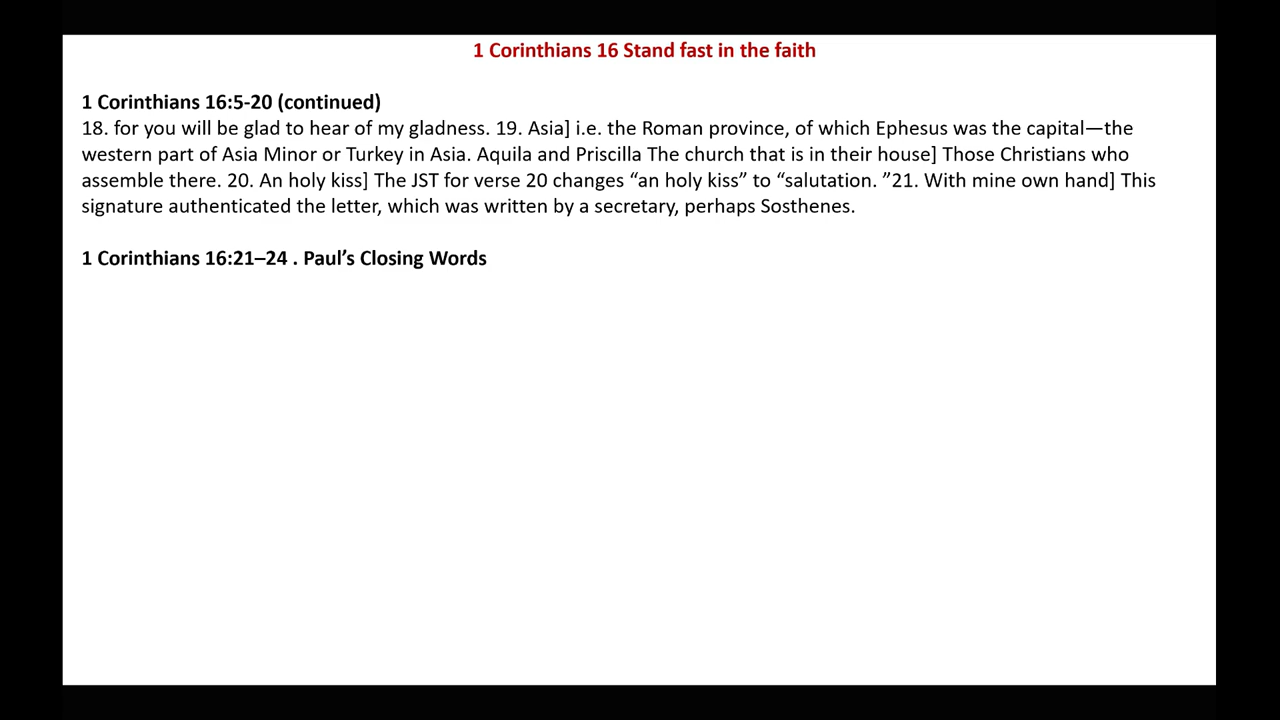 1 Corinthians 16 Stand fast in the faith
1 Corinthians 16:5-20 (continued)
18. for you will be glad to hear of my gladness. 19. Asia] i.e. the Roman province, of which Ephesus was the capital—the
western part of Asia Minor or Turkey in Asia. Aquila and Priscilla The church that is in their house] Those Christians who
assemble there. 20. An holy kiss] The JST for verse 20 changes “an holy kiss” to “salutation. ”21. With mine own hand] This
signature authenticated the letter, which was written by a secretary, perhaps Sosthenes.
1 Corinthians 16:21–24 . Paul’s Closing Words